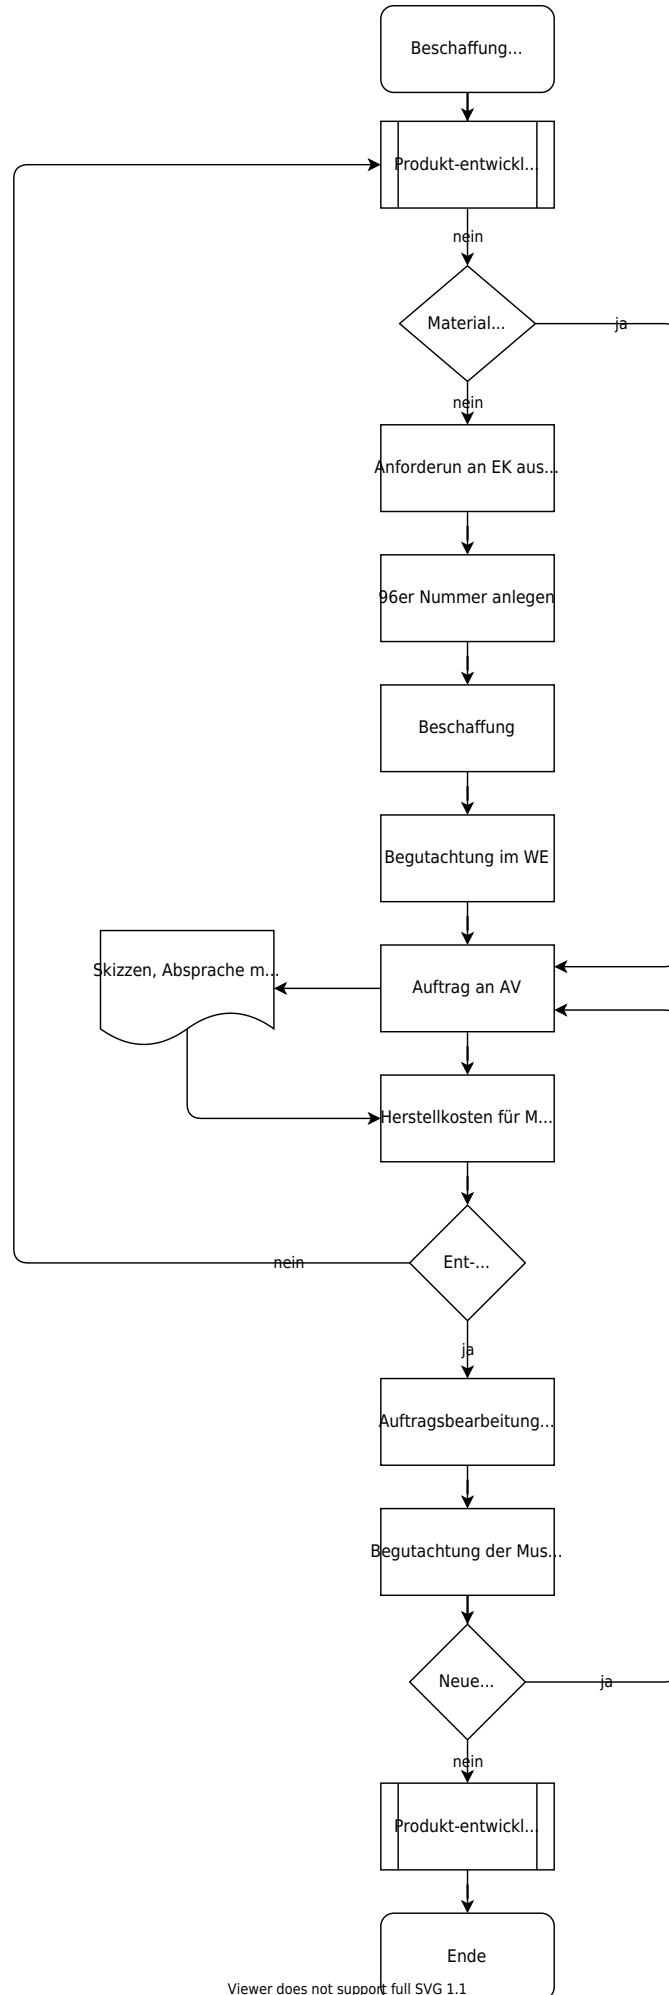 Beschaffung...
Produkt-entwickl...
nein
Material...
ja
nein
Anforderun an EK aus...
96er Nummer anlegen
Beschaffung
Begutachtung im WE
Skizzen, Absprache m...
Auftrag an AV
Herstellkosten für M...
Ent-...
nein
ja
Auftragsbearbeitung...
Begutachtung der Mus...
Neue...
ja
nein
Produkt-entwickl...
Ende
Viewer does not support full SVG 1.1